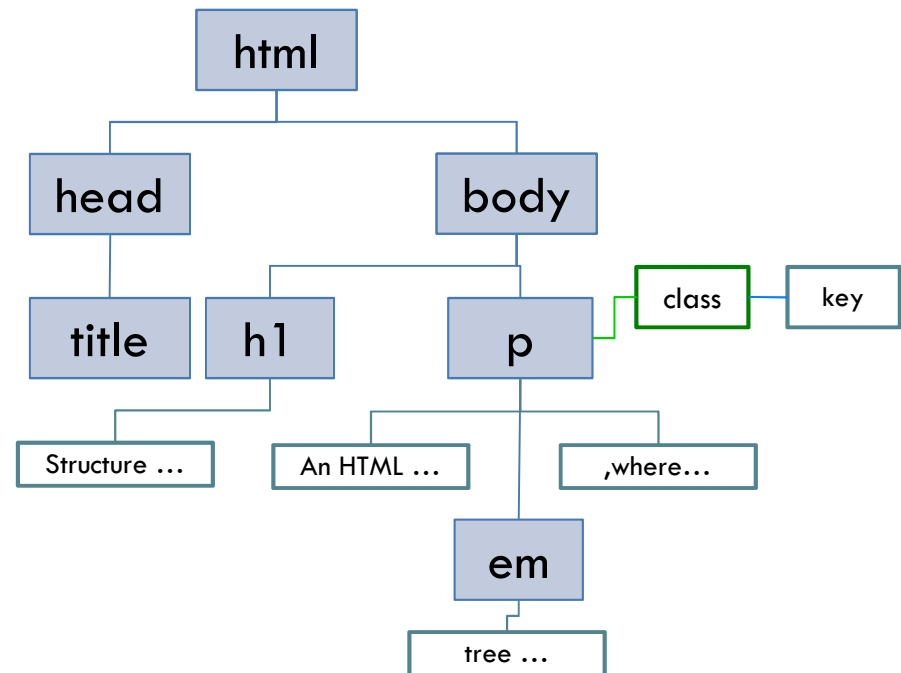 html
head
body
class
key
title
h1
p
Structure …
An HTML …
,where…
em
tree …